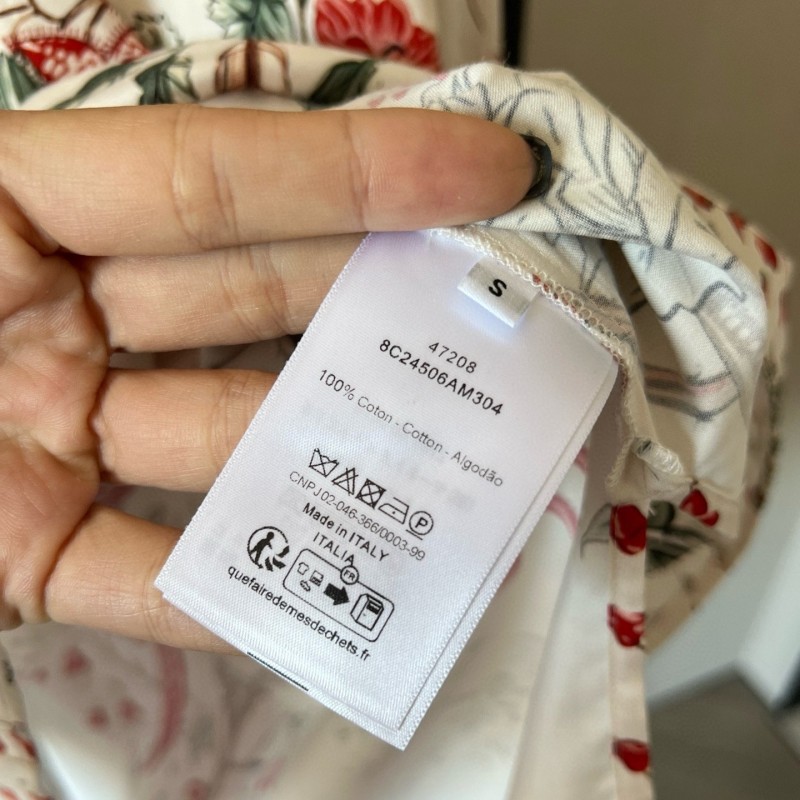 S
47208
8C24506AM304
100% Coton - Cotton - Algodão
P
CNPJ 02-046-366/0003-99
Made in ITALY
ITALIA
FR
quefairedemesdechets.fr